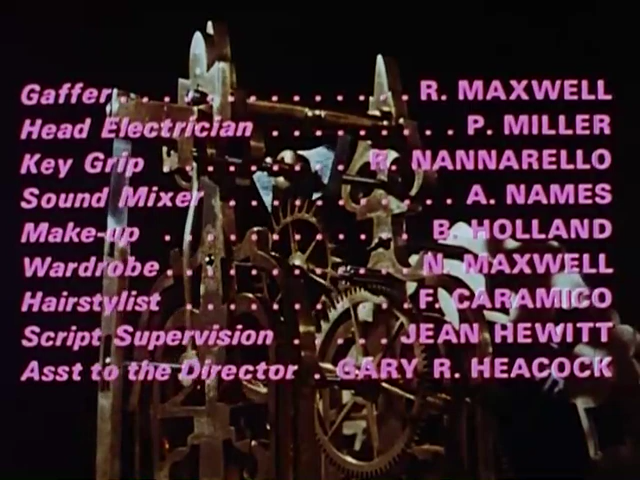 Gaffer . . . . . . . . . . . . . . R. MAXWELL
Head Electrician . . . . . . . . . P. MILLER
Key Grip . . . . . . . . . . . R. NANNARELLO
Sound Mixer . . . . . . . . . . . A. NAMES
Make-up . . . . . . . . . . . . . B. HOLLAND
Wardrobe . . . . . . . . . . . . . N. MAXWELL
Hairstylist . . . . . . . . . . . . F. CARAMICO
Script Supervision . . . . . JEAN HEWITT
Asst to the Director . GARY R. HEACOCK